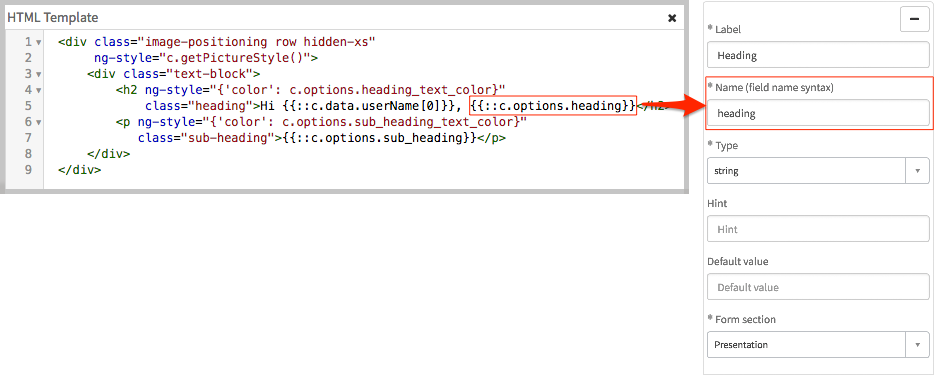 HTML Template ×
1 <div class="image-positioning row hidden-xs"
2 ng-style="c.getPictureStyle()">
3 <div class="text-block">
4 <h2 ng-style="{'color': c.options.heading_text_color}"
5 class="heading">Hi {{::c.data.userName[0]}}, {{::c.options.heading}}</h2>
6 <p ng-style="{'color': c.options.sub_heading_text_color}"
7 class="sub-heading">{{::c.options.sub_heading}}</p>
8 </div>
9 </div>
* Label
Heading
* Name (field name syntax)
heading
* Type
string
Hint
Hint
Default value
Default value
* Form section
Presentation